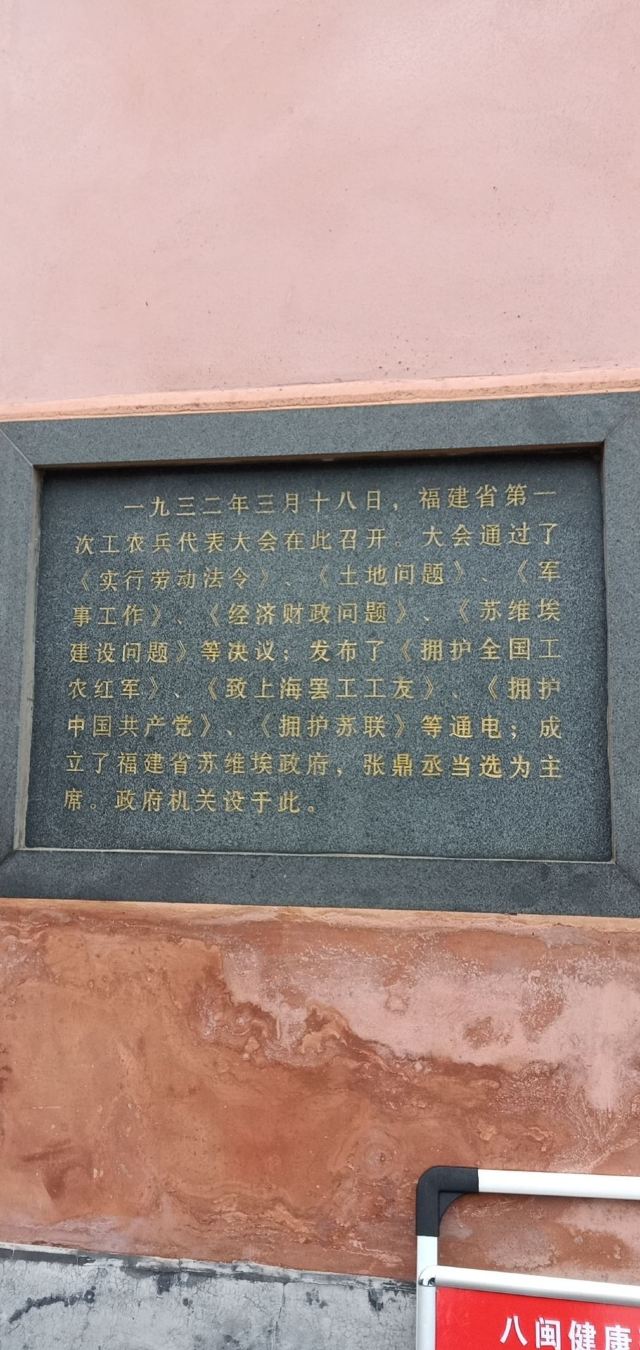 一九三二年三月十八日，福建省第一
次工农兵代表大会在此召开。大会通过了
《实行劳动法令》、《土地问题》、《军
事工作》、《经济财政问题》、《苏维埃
建设问题》等决议；发布了《拥护全国工
农红军》、《致上海罢工工友》、《拥护
中国共产党》、《拥护苏联》等通电；成
立了福建省苏维埃政府，张鼎丞当选为主
席。政府机关设于此。
八闽健康